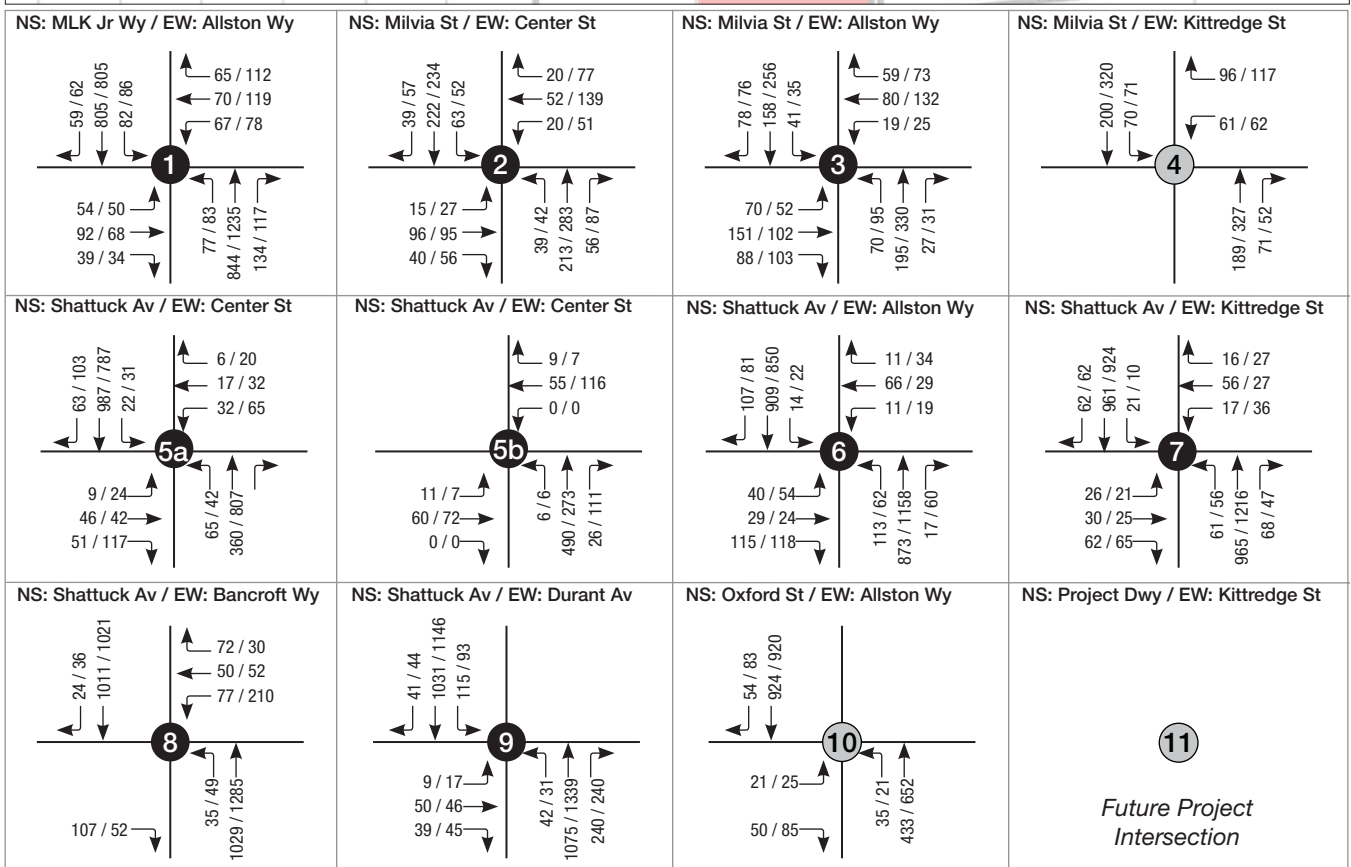 NS: MLK Jr Wy / EW: Allston Wy
59 / 62
805 / 805
82 / 86
65 / 112
70 / 119
67 / 78
1
54 / 50
92 / 68
39 / 34
77 / 83
844 / 1235
134 / 117
NS: Milvia St / EW: Center St
39 / 57
222 / 234
63 / 52
20 / 77
52 / 139
20 / 51
2
15 / 27
96 / 95
40 / 56
39 / 42
213 / 283
56 / 87
NS: Milvia St / EW: Allston Wy
78 / 76
158 / 256
41 / 35
59 / 73
80 / 132
19 / 25
3
70 / 52
151 / 102
88 / 103
70 / 95
195 / 330
27 / 31
NS: Milvia St / EW: Kittredge St
200 / 320
70 / 71
96 / 117
61 / 62
4
189 / 327
71 / 52
NS: Shattuck Av / EW: Center St
63 / 103
987 / 787
22 / 31
6 / 20
17 / 32
32 / 65
5a
9 / 24
46 / 42
51 / 117
65 / 42
360 / 807
NS: Shattuck Av / EW: Center St
9 / 7
55 / 116
0 / 0
5b
11 / 7
60 / 72
0 / 0
6 / 6
490 / 273
26 / 111
NS: Shattuck Av / EW: Allston Wy
107 / 81
909 / 850
14 / 22
11 / 34
66 / 29
11 / 19
6
40 / 54
29 / 24
115 / 118
113 / 62
873 / 1158
17 / 60
NS: Shattuck Av / EW: Kittredge St
62 / 62
961 / 924
21 / 10
16 / 27
56 / 27
17 / 36
7
26 / 21
30 / 25
62 / 65
61 / 56
965 / 1216
68 / 47
NS: Shattuck Av / EW: Bancroft Wy
24 / 36
1011 / 1021
72 / 30
50 / 52
77 / 210
8
107 / 52
35 / 49
1029 / 1285
NS: Shattuck Av / EW: Durant Av
41 / 44
1031 / 1146
115 / 93
9
9 / 17
50 / 46
39 / 45
42 / 31
1075 / 1339
240 / 240
NS: Oxford St / EW: Allston Wy
54 / 83
924 / 920
10
21 / 25
50 / 85
35 / 21
433 / 652
NS: Project Dwy / EW: Kittredge St
11
Future Project
Intersection